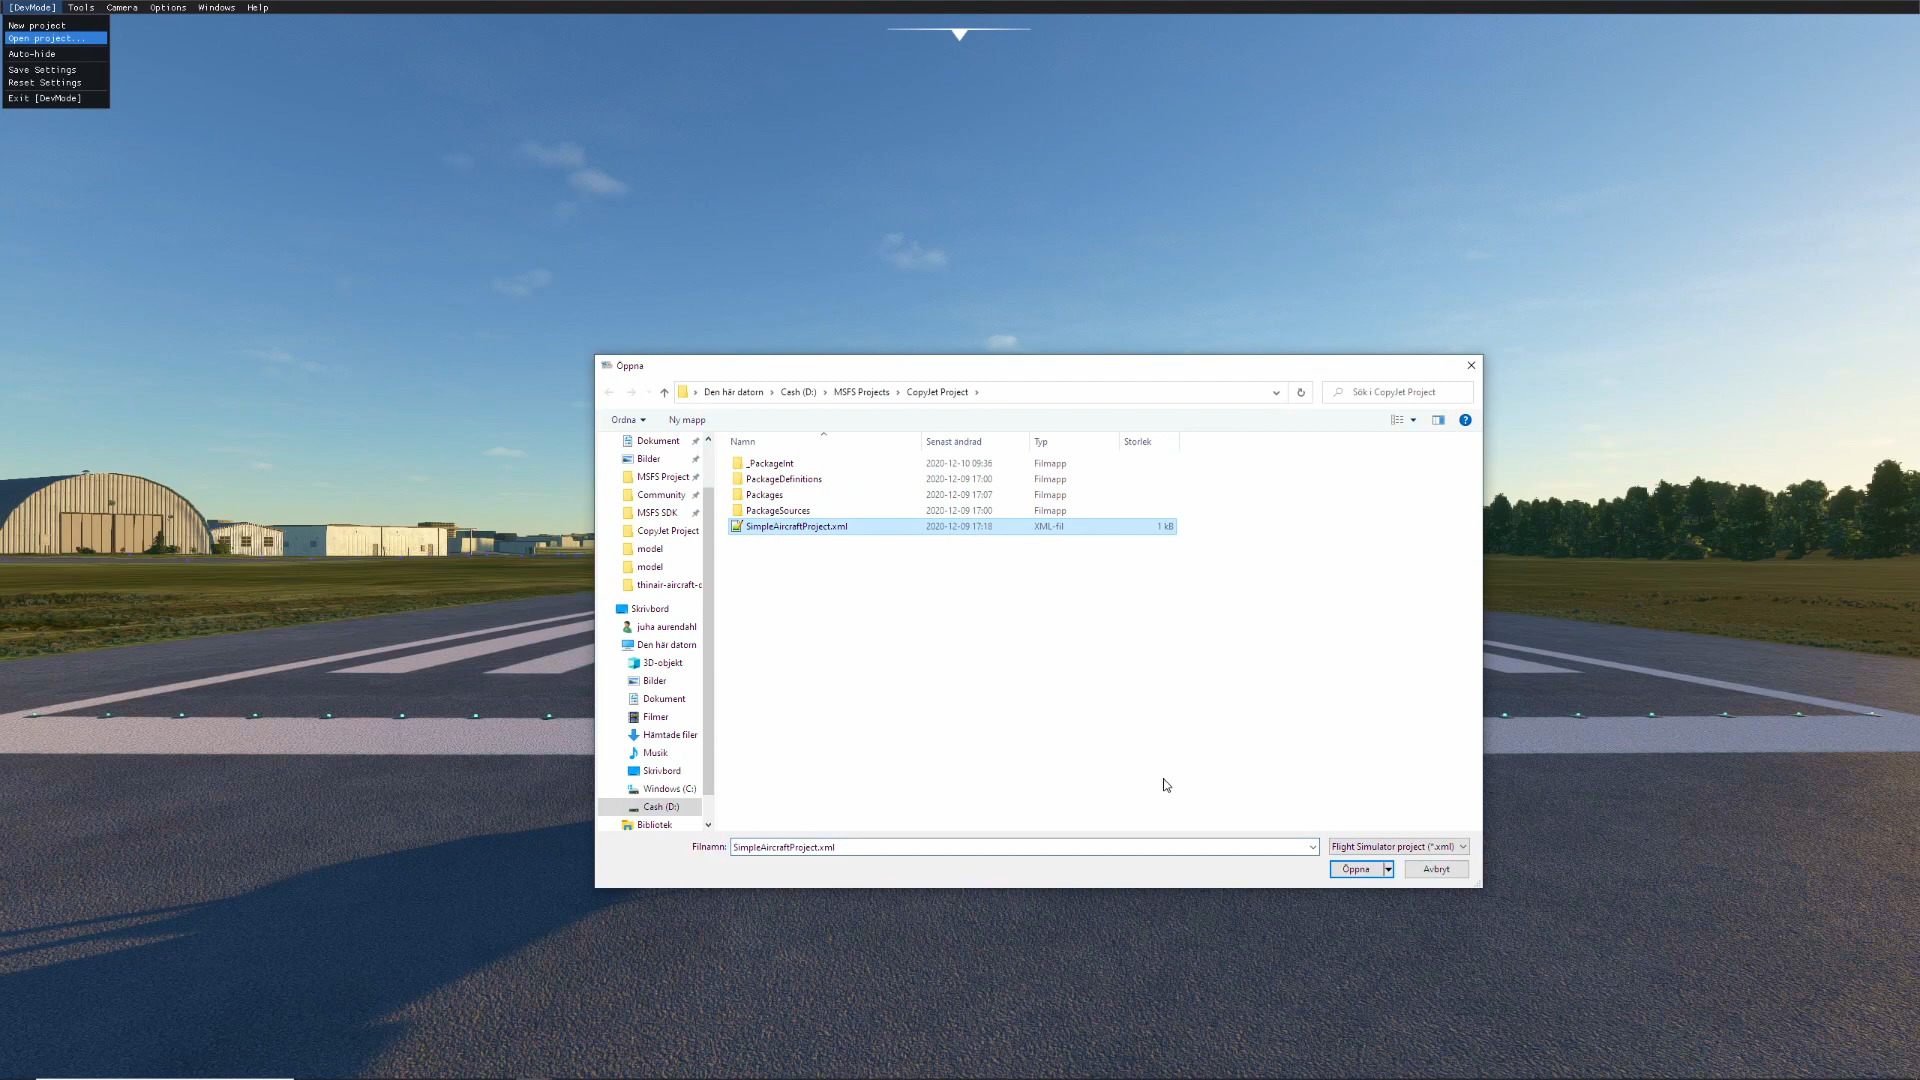 [DevMode] Tools Camera Options Windows Help
New project
Open project...
Auto-hide
Save Settings
Reset Settings
Exit [DevMode]
Öppna
Den här datorn › Cash (D:) › MSFS Projects › CopyJet Project ›
Sök i CopyJet Project
Ordna
Ny mapp
Dokument
Bilder
MSFS Project
Community
MSFS SDK
CopyJet Project
model
model
thinair-aircraft-c
Skrivbord
juha aurendahl
Den här datorn
3D-objekt
Bilder
Dokument
Filmer
Hämtade filer
Musik
Skrivbord
Windows (C:)
Cash (D:)
Bibliotek
Namn Senast ändrad Typ Storlek
_PackageInt 2020-12-10 09:36 Filmapp
PackageDefinitions 2020-12-09 17:00 Filmapp
Packages 2020-12-09 17:07 Filmapp
PackageSources 2020-12-09 17:00 Filmapp
SimpleAircraftProject.xml 2020-12-09 17:18 XML-fil 1 kB
Filnamn: SimpleAircraftProject.xml
Flight Simulator project (*.xml)
Öppna
Avbryt